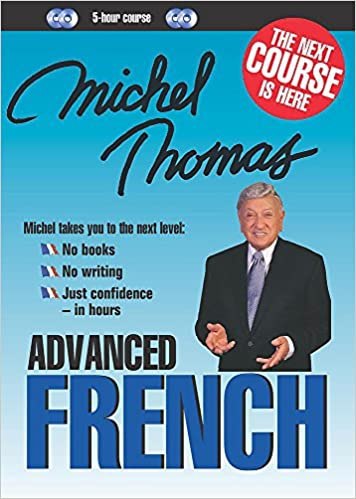 5-hour course
THE NEXT
COURSE
IS HERE
Michel
Thomas
Michel takes you to the next level:
No books
No writing
Just confidence
– in hours
ADVANCED
FRENCH